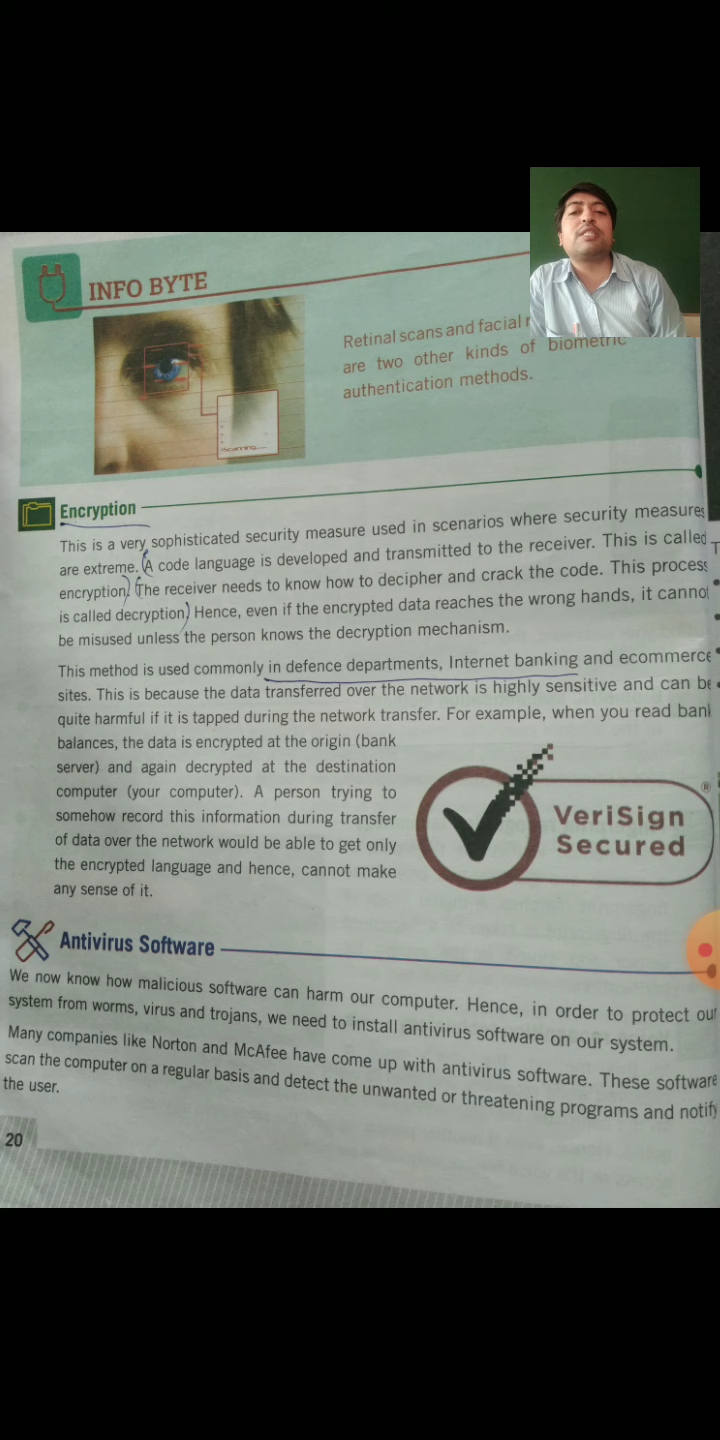 INFO BYTE
Retinal scans and facial
are two other kinds of biometric
authentication methods.
Scanning
Encryption
This is a very sophisticated security measure used in scenarios where security measures
are extreme. (A code language is developed and transmitted to the receiver. This is called
encryption) (The receiver needs to know how to decipher and crack the code. This process
is called decryption) Hence, even if the encrypted data reaches the wrong hands, it canno
be misused unless the person knows the decryption mechanism.
This method is used commonly in defence departments, Internet banking and ecommerce
sites. This is because the data transferred over the network is highly sensitive and can be
quite harmful if it is tapped during the network transfer. For example, when you read bank
balances, the data is encrypted at the origin (bank
server) and again decrypted at the destination
computer (your computer). A person trying to
somehow record this information during transfer
of data over the network would be able to get only
the encrypted language and hence, cannot make
any sense of it.
VeriSign
Secured
®
Antivirus Software
We now know how malicious software can harm our computer. Hence, in order to protect our
system from worms, virus and trojans, we need to install antivirus software on our system.
Many companies like Norton and McAfee have come up with antivirus software. These software
scan the computer on a regular basis and detect the unwanted or threatening programs and notify
the user.
20
T